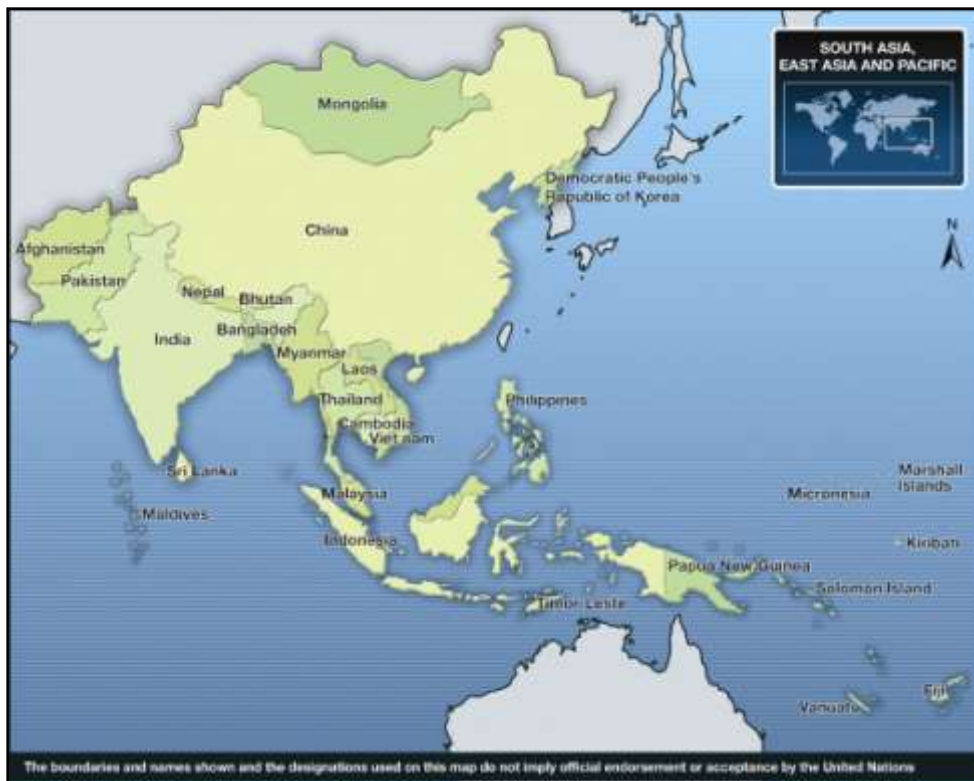 SOUTH ASIA,
EAST ASIA AND PACIFIC
Mongolia
Democratic People's
Republic of Korea
N
China
Afghanistan
Pakistan
Nepal
Bhutan
Bangladeh
India
Myanmar
Laos
Thailand
Philippines
Cambodia
Viet nam
Sri Lanka
Marshall
Islands
Malaysia
Micronesia
Maldives
Indonesia
Kiribati
Papua New Guinea
Solomon Island
Timor Leste
Fiji
Vanuatu
The boundaries and names shown and the designations used on this map do not imply official endorsement or acceptance by the United Nations